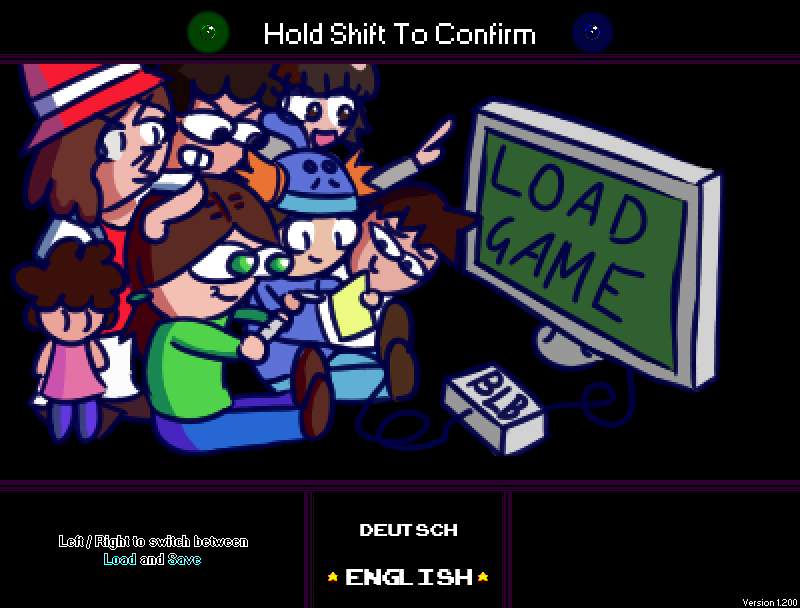 Hold Shift To Confirm
LOAD
GAME
BLB
Left / Right to switch between
Load and Save
DEUTSCH
ENGLISH
Version 1.200